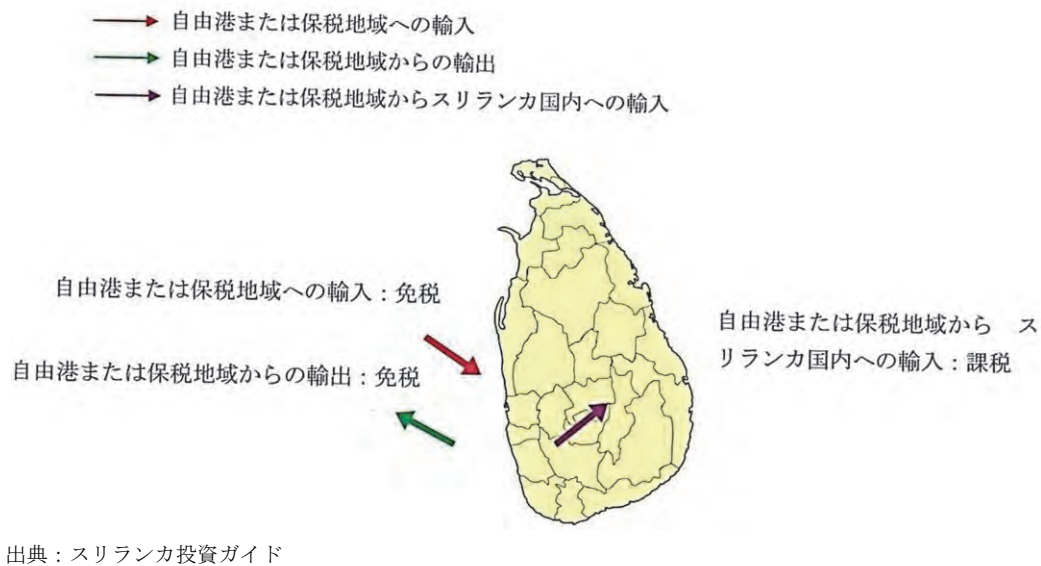 自由港または保税地域への輸入
自由港または保税地域からの輸出
自由港または保税地域からスリランカ国内への輸入
自由港または保税地域への輸入：免税
自由港または保税地域からの輸出：免税
自由港または保税地域から　ス
リランカ国内への輸入：課税
出典：スリランカ投資ガイド